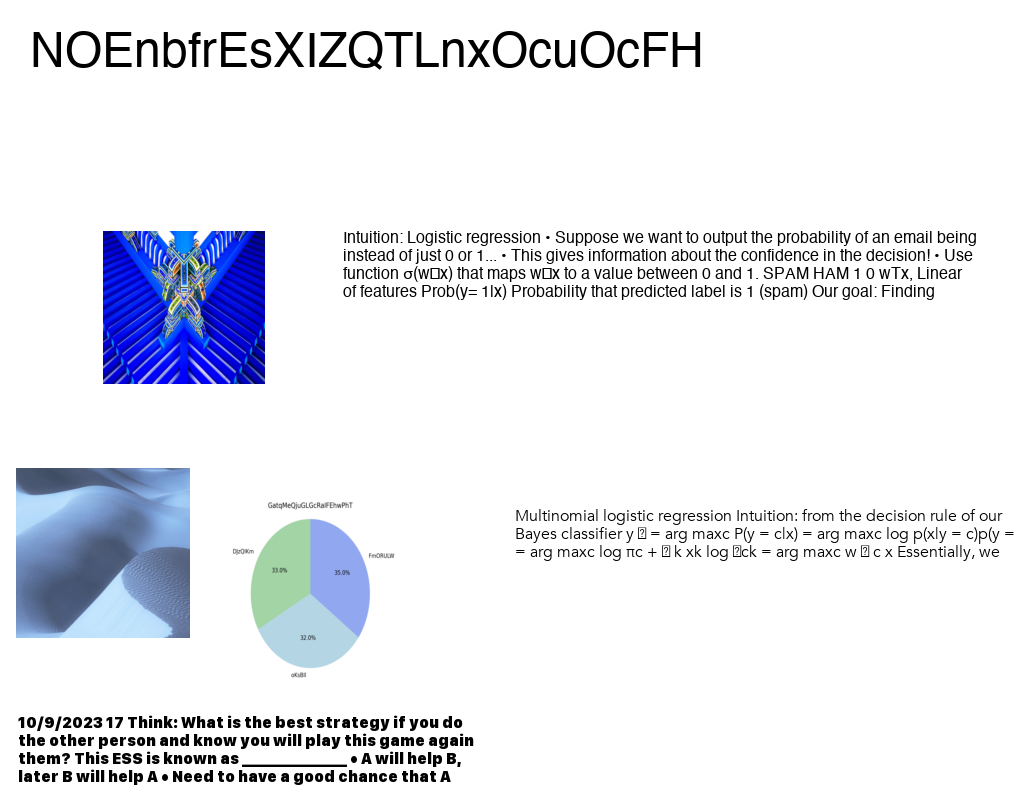 NOEnbfrEsXIZQTLnxOcuOcFH
Intuition: Logistic regression • Suppose we want to output the probability of an email being
instead of just 0 or 1... • This gives information about the confidence in the decision! • Use
function σ(w□x) that maps w□x to a value between 0 and 1. SPAM HAM 1 0 wTx, Linear
of features Prob(y= 1|x) Probability that predicted label is 1 (spam) Our goal: Finding
GatqMeQjuGLGcRalFEhwPhT
DjzQlKm
FmORULW
33.0%
35.0%
32.0%
oKsBll
Multinomial logistic regression Intuition: from the decision rule of our
Bayes classifier y � = arg maxc P(y = c|x) = arg maxc log p(x|y = c)p(y =
= arg maxc log πc + � k xk log �ck = arg maxc w � c x Essentially, we
10/9/2023 17 Think: What is the best strategy if you do
the other person and know you will play this game again
them? This ESS is known as ______________ • A will help B,
later B will help A • Need to have a good chance that A